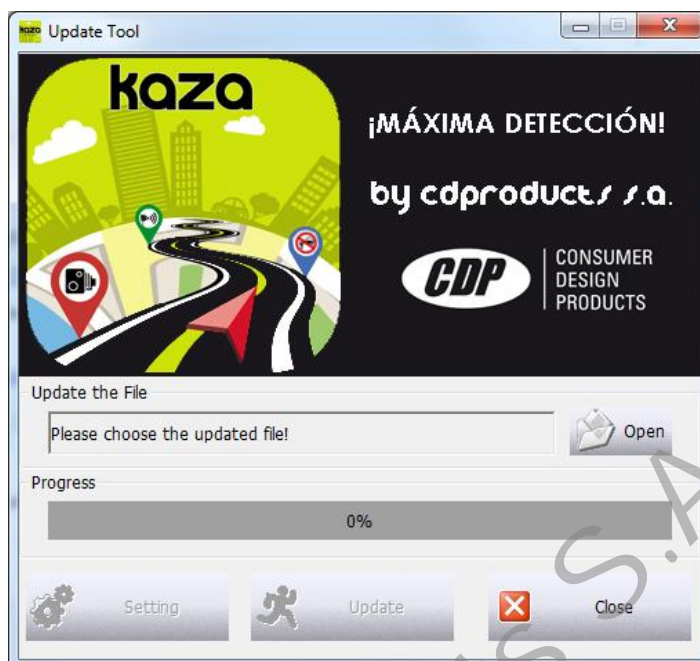 kaza Update Tool
kaza
¡MÁXIMA DETECCIÓN!
by cdproducts s.a.
CDP
CONSUMER
DESIGN
PRODUCTS
Update the File
Please choose the updated file!
Open
Progress
0%
Setting
Update
Close
S.A